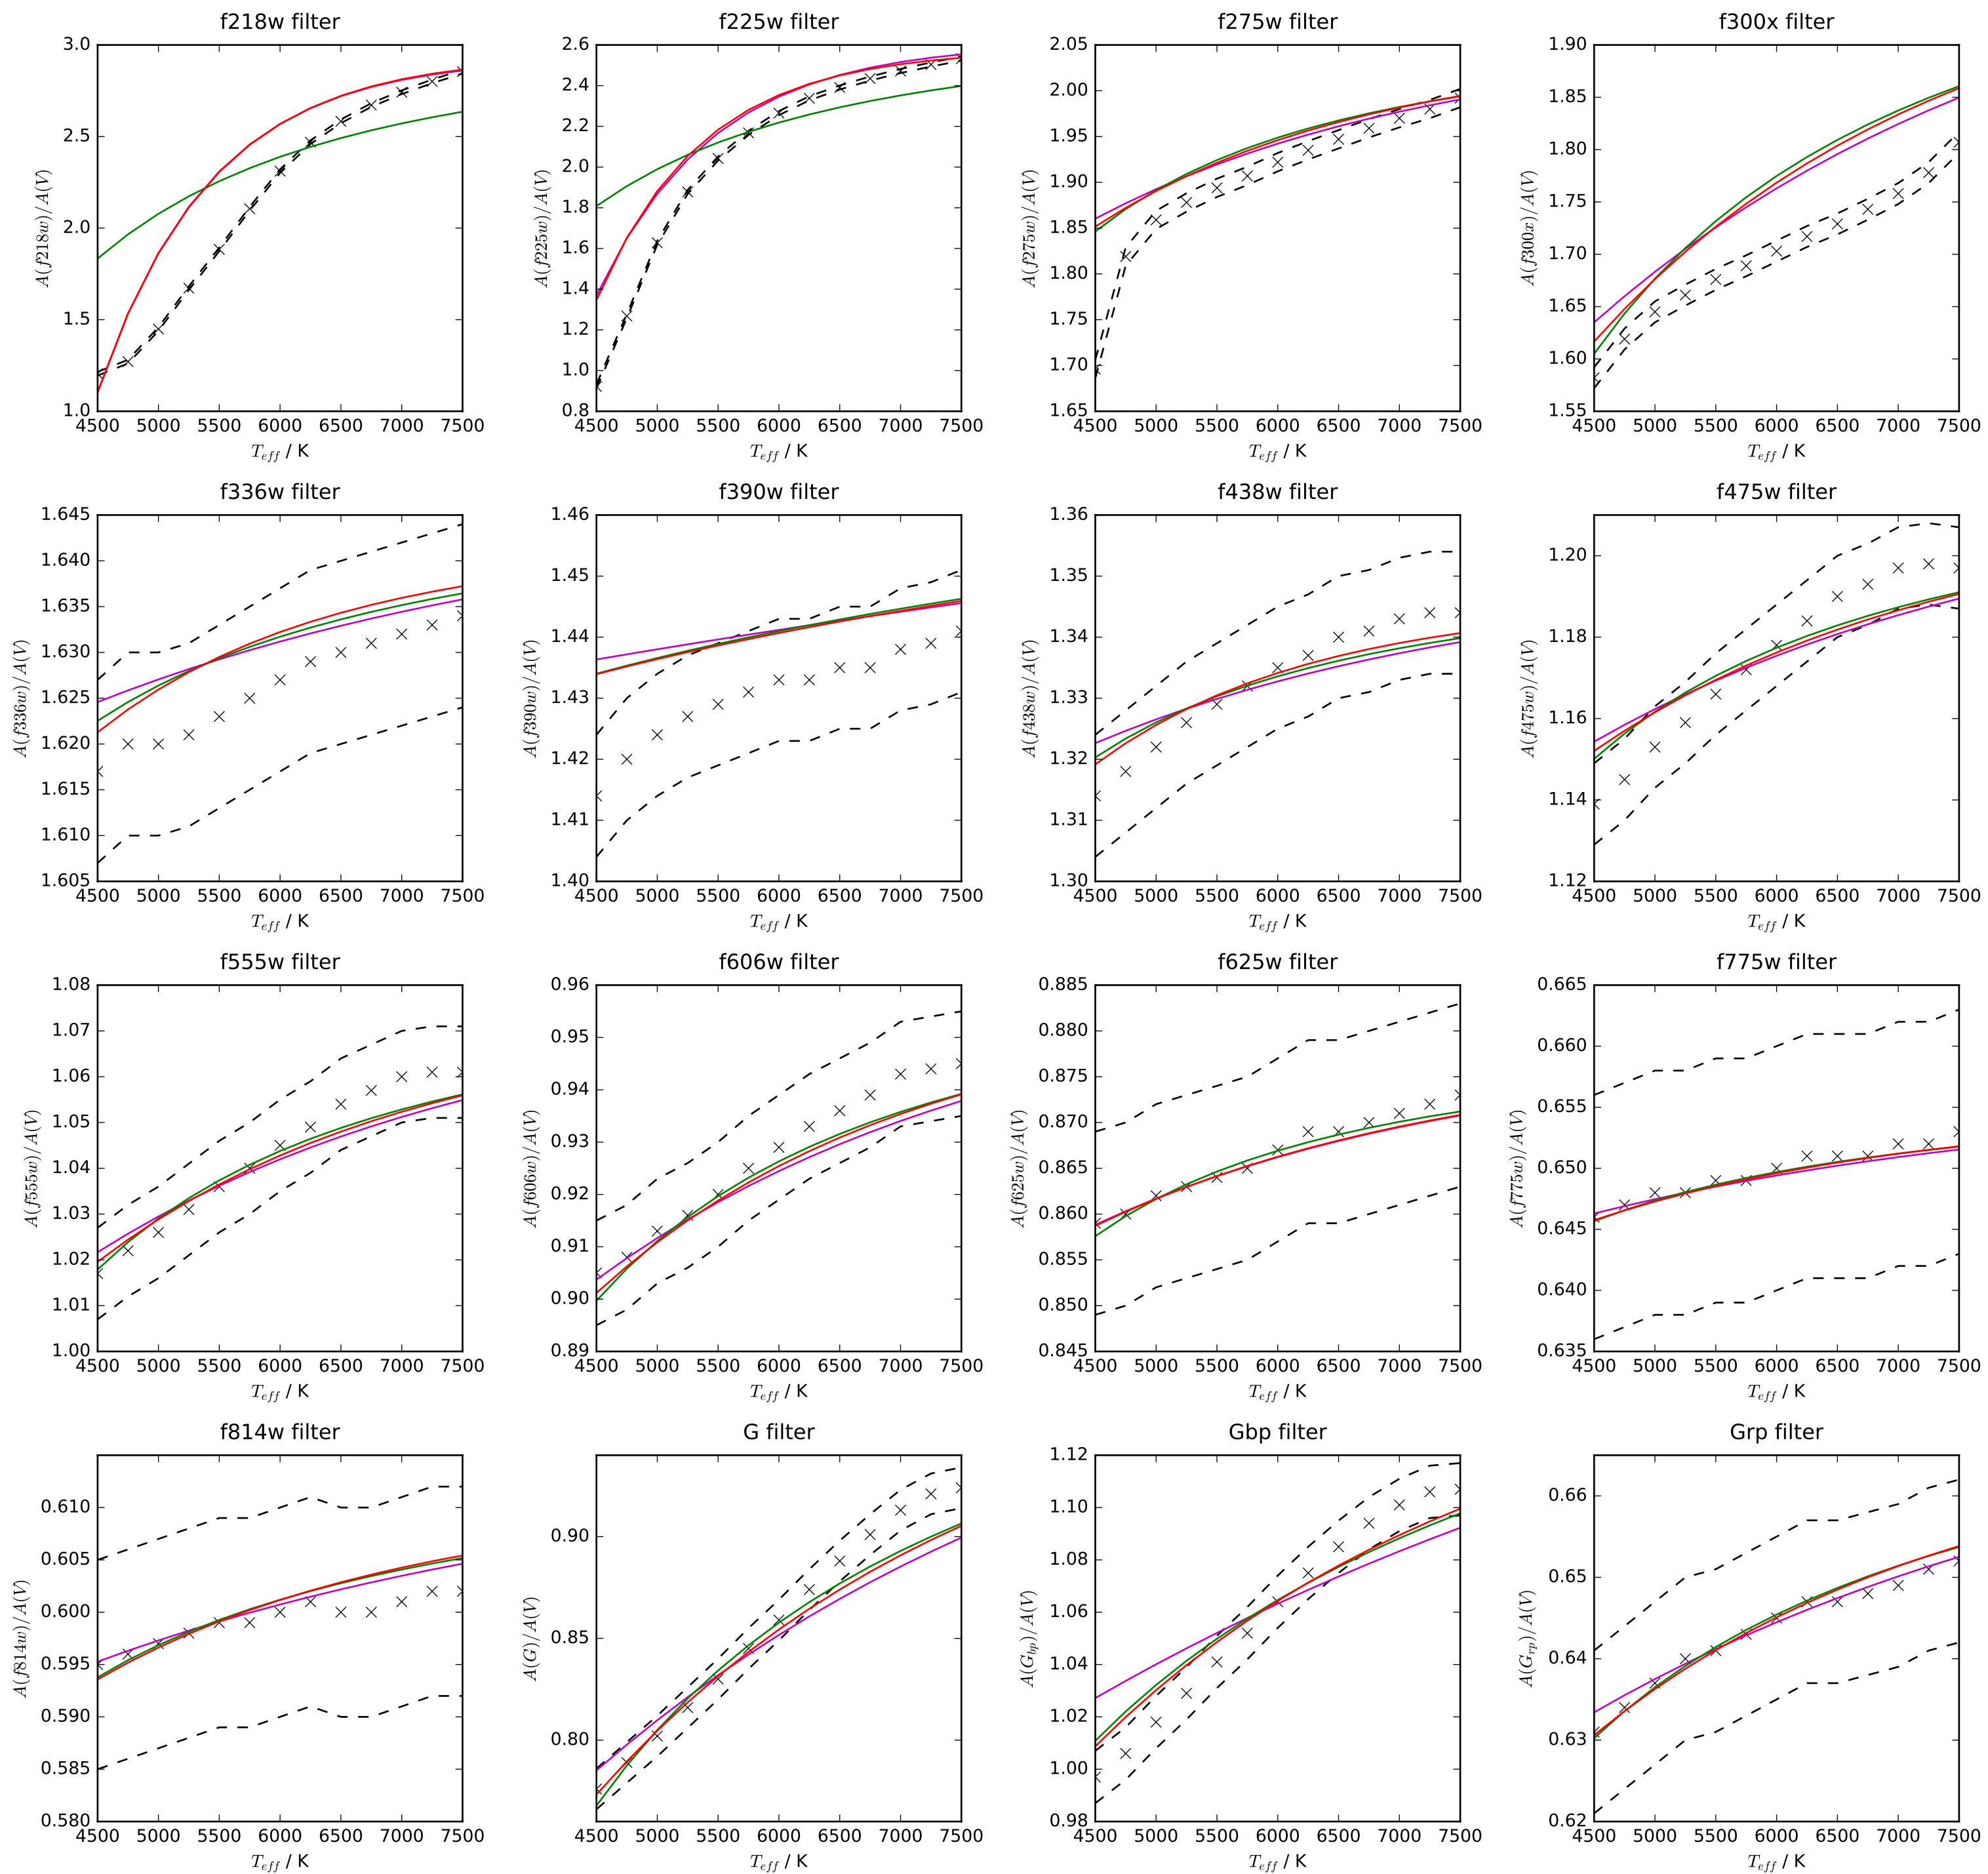 f218w filter
f225w filter
f275w filter
f300x filter
A(f218w)/A(V)
3.0
2.5
2.0
1.5
1.0
4500 5000 5500 6000 6500 7000 7500
T_eff / K
A(f225w)/A(V)
2.6
2.4
2.2
2.0
1.8
1.6
1.4
1.2
1.0
0.8
4500 5000 5500 6000 6500 7000 7500
T_eff / K
A(f275w)/A(V)
2.05
2.00
1.95
1.90
1.85
1.80
1.75
1.70
1.65
4500 5000 5500 6000 6500 7000 7500
T_eff / K
A(f300x)/A(V)
1.90
1.85
1.80
1.75
1.70
1.65
1.60
1.55
4500 5000 5500 6000 6500 7000 7500
T_eff / K
f336w filter
f390w filter
f438w filter
f475w filter
A(f336w)/A(V)
1.645
1.640
1.635
1.630
1.625
1.620
1.615
1.610
1.605
4500 5000 5500 6000 6500 7000 7500
T_eff / K
A(f390w)/A(V)
1.46
1.45
1.44
1.43
1.42
1.41
1.40
4500 5000 5500 6000 6500 7000 7500
T_eff / K
A(f438w)/A(V)
1.36
1.35
1.34
1.33
1.32
1.31
1.30
4500 5000 5500 6000 6500 7000 7500
T_eff / K
A(f475w)/A(V)
1.20
1.18
1.16
1.14
1.12
4500 5000 5500 6000 6500 7000 7500
T_eff / K
f555w filter
f606w filter
f625w filter
f775w filter
A(f555w)/A(V)
1.08
1.07
1.06
1.05
1.04
1.03
1.02
1.01
1.00
4500 5000 5500 6000 6500 7000 7500
T_eff / K
A(f606w)/A(V)
0.96
0.95
0.94
0.93
0.92
0.91
0.90
0.89
4500 5000 5500 6000 6500 7000 7500
T_eff / K
A(f625w)/A(V)
0.885
0.880
0.875
0.870
0.865
0.860
0.855
0.850
0.845
4500 5000 5500 6000 6500 7000 7500
T_eff / K
A(f775w)/A(V)
0.665
0.660
0.655
0.650
0.645
0.640
0.635
4500 5000 5500 6000 6500 7000 7500
T_eff / K
f814w filter
G filter
Gbp filter
Grp filter
A(f814w)/A(V)
0.610
0.605
0.600
0.595
0.590
0.585
0.580
4500 5000 5500 6000 6500 7000 7500
T_eff / K
A(G)/A(V)
0.90
0.85
0.80
4500 5000 5500 6000 6500 7000 7500
T_eff / K
A(G_bp)/A(V)
1.12
1.10
1.08
1.06
1.04
1.02
1.00
0.98
4500 5000 5500 6000 6500 7000 7500
T_eff / K
A(G_rp)/A(V)
0.66
0.65
0.64
0.63
0.62
4500 5000 5500 6000 6500 7000 7500
T_eff / K